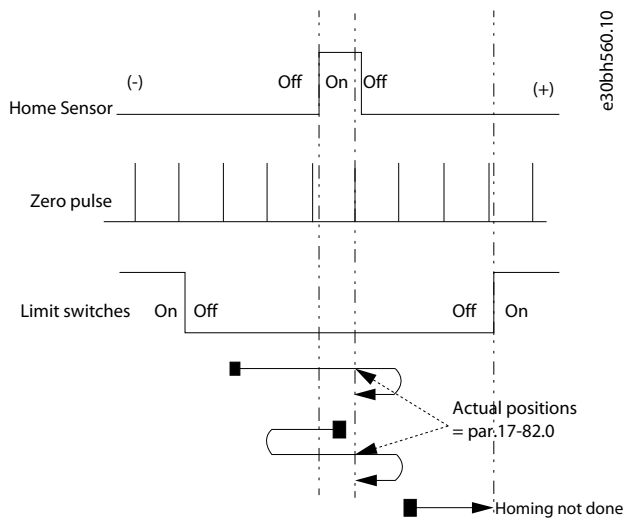 e30bh560.10
(-)
Off
On
Off
(+)
Home Sensor
Zero pulse
Limit switches
On
Off
Off
On
Actual positions
= par.17-82.0
Homing not done